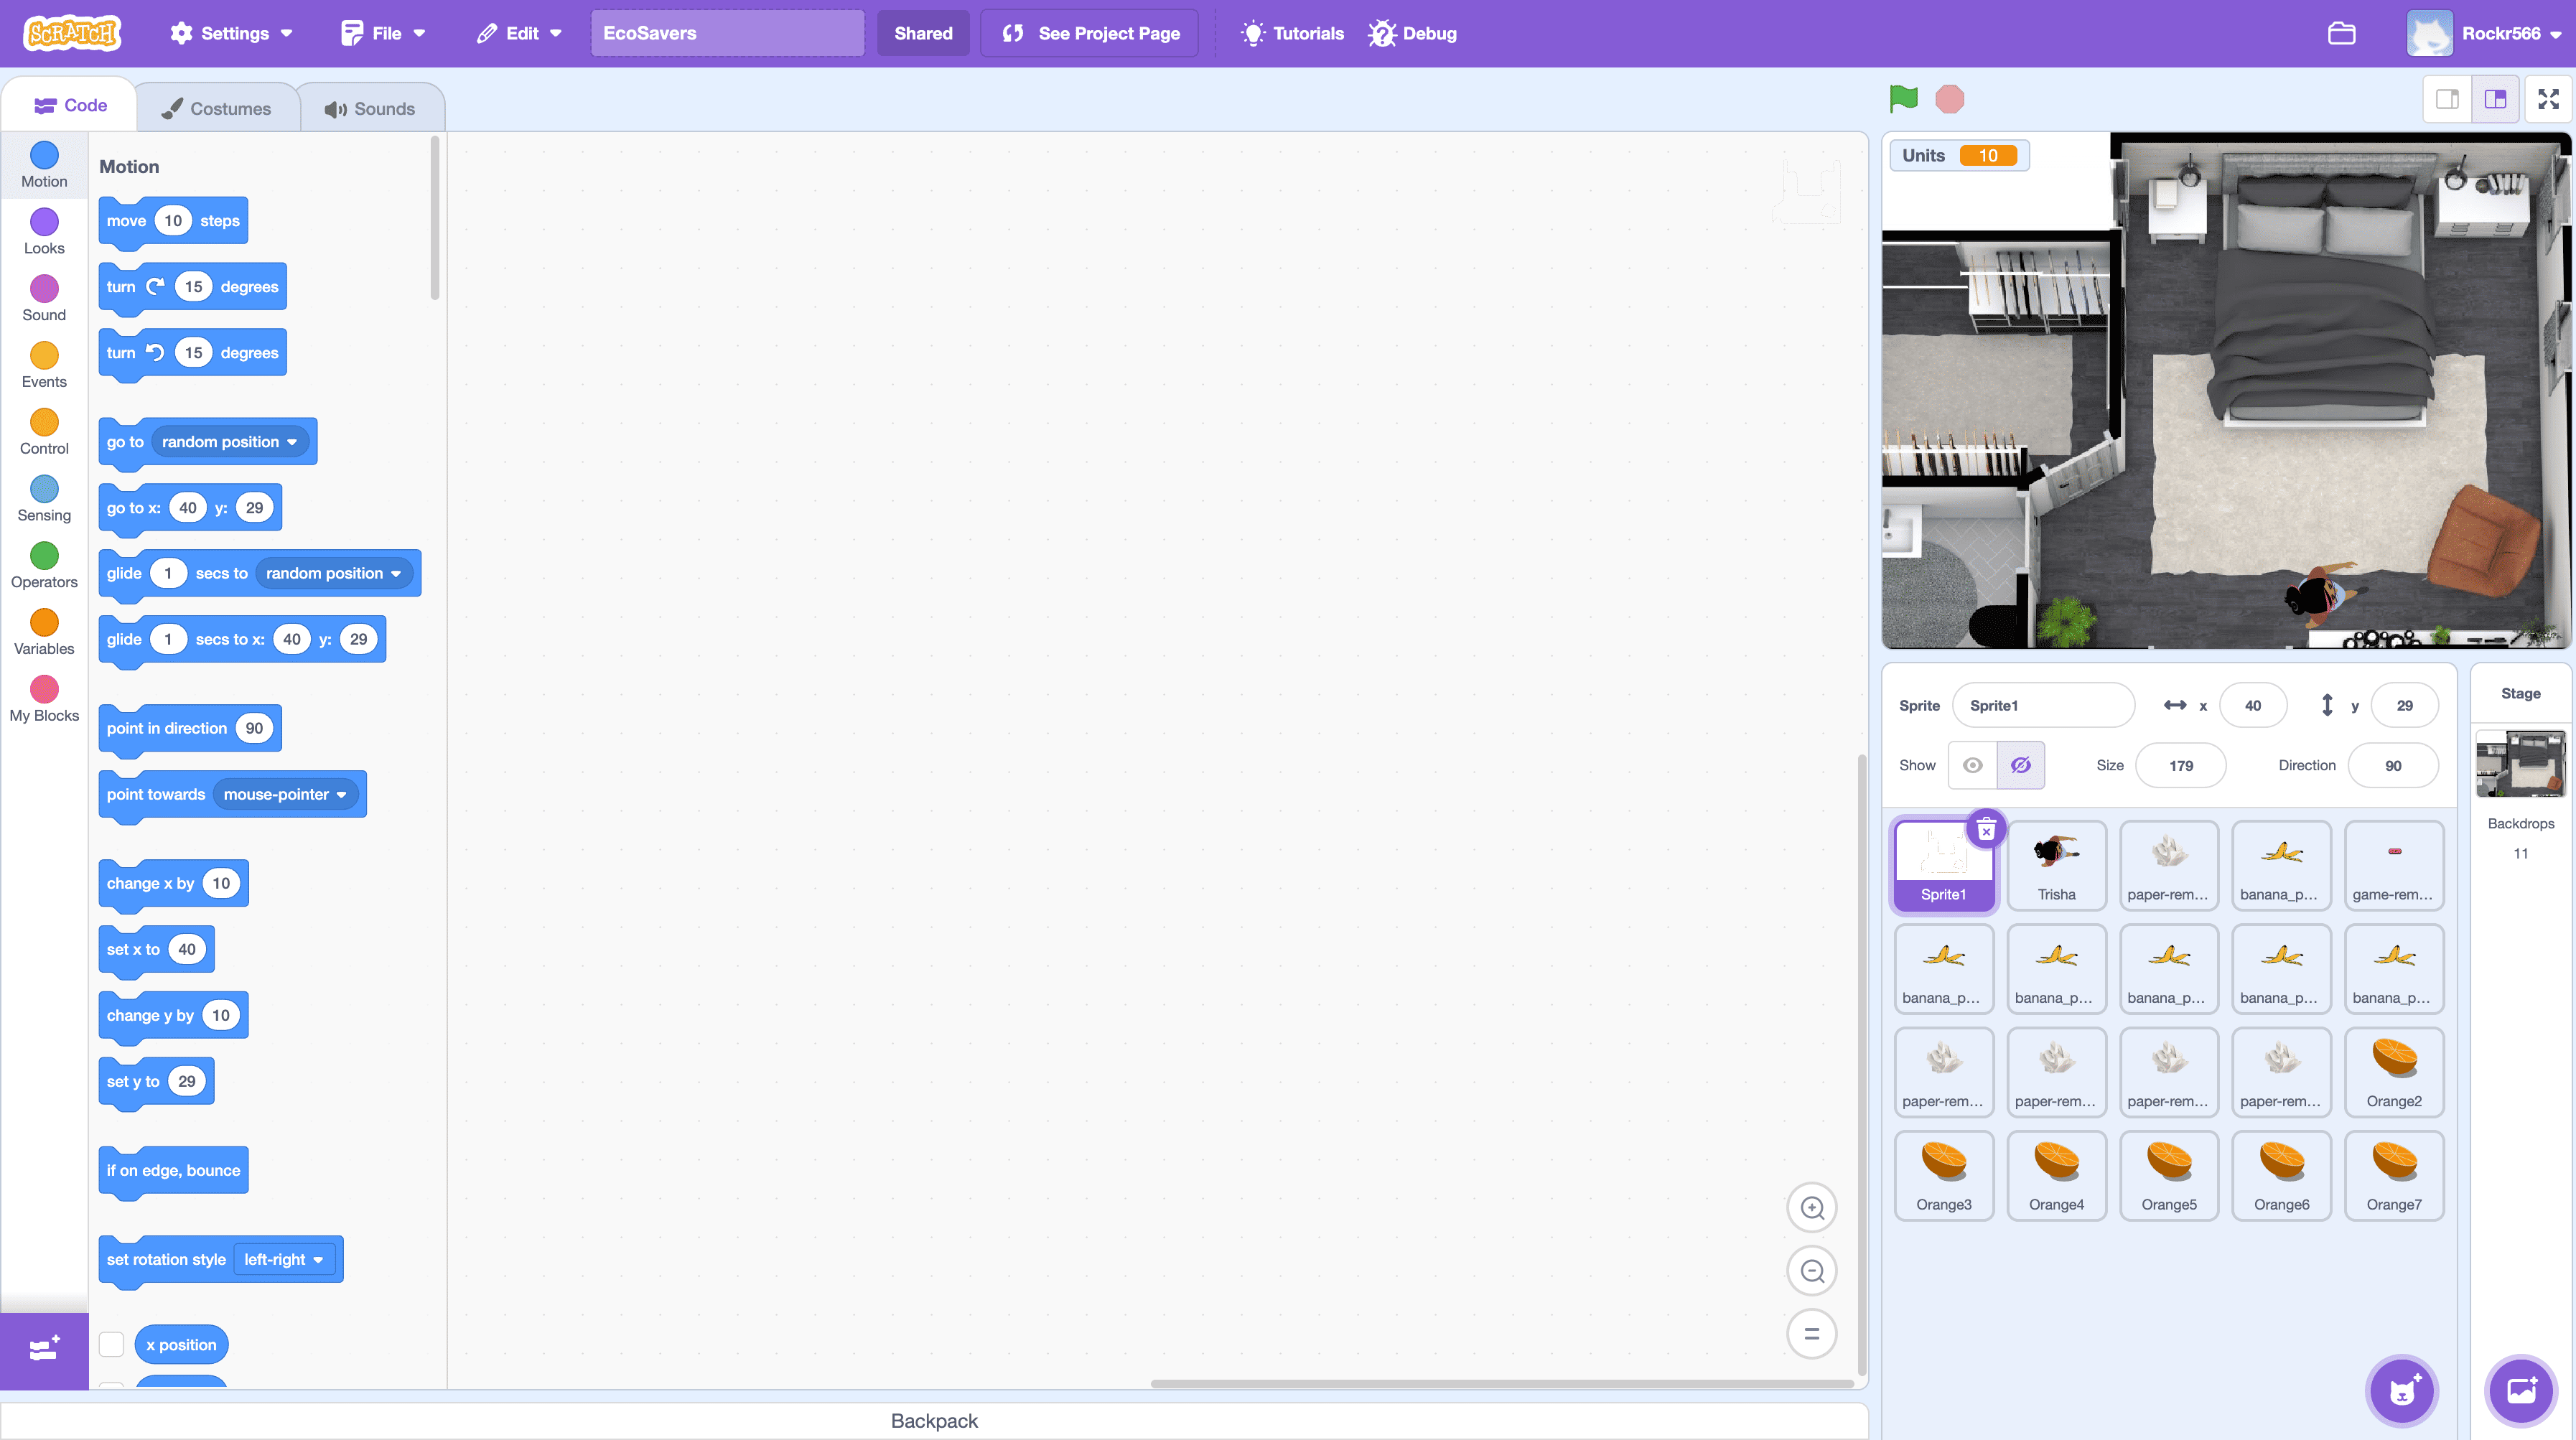 SCRATCH
Settings
File
Edit
EcoSavers
Shared
See Project Page
Tutorials
Debug
Rockr566
Code
Costumes
Sounds
Motion
Looks
Sound
Events
Control
Sensing
Operators
Variables
My Blocks
Motion
move 10 steps
turn 15 degrees
turn 15 degrees
go to random position
go to x: 40 y: 29
glide 1 secs to random position
glide 1 secs to x: 40 y: 29
point in direction 90
point towards mouse-pointer
change x by 10
set x to 40
change y by 10
set y to 29
if on edge, bounce
set rotation style left-right
x position
Backpack
Units 10
Sprite Sprite1 x 40 y 29
Show Size 179 Direction 90
Sprite1
Trisha
paper-rem...
banana_p...
game-rem...
banana_p...
banana_p...
banana_p...
banana_p...
banana_p...
paper-rem...
paper-rem...
paper-rem...
paper-rem...
Orange2
Orange3
Orange4
Orange5
Orange6
Orange7
Stage
Backdrops
11